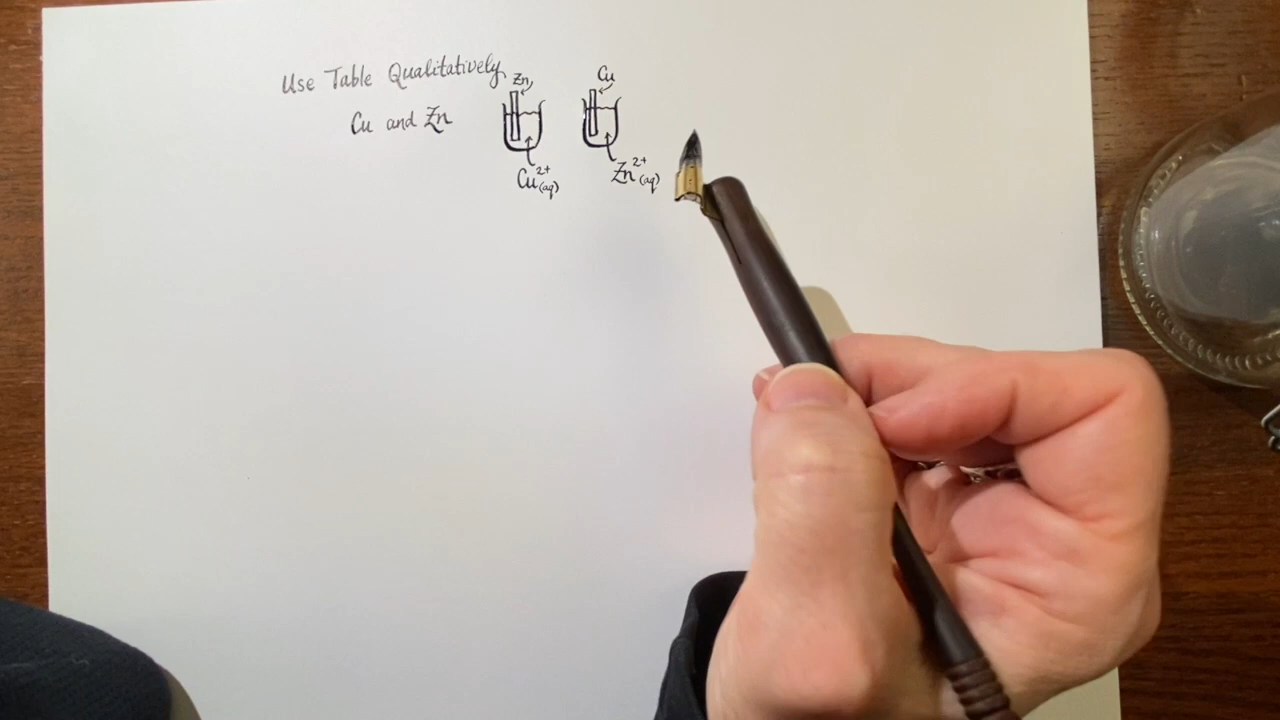 Use Table Qualitatively
Cu and Zn
Zn
Cu²⁺(aq)
Cu
Zn²⁺(aq)